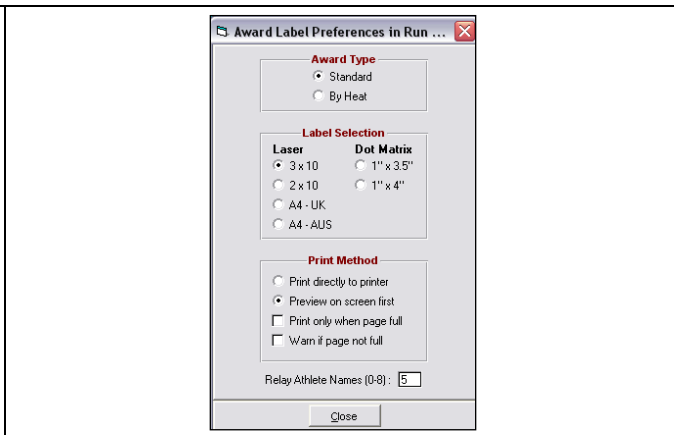 Award Label Preferences in Run ...
Award Type
Standard
By Heat
Label Selection
Laser Dot Matrix
3 x 10 1" x 3.5"
2 x 10 1" x 4"
A4 - UK
A4 - AUS
Print Method
Print directly to printer
Preview on screen first
Print only when page full
Warn if page not full
Relay Athlete Names (0-8) : 5
Close